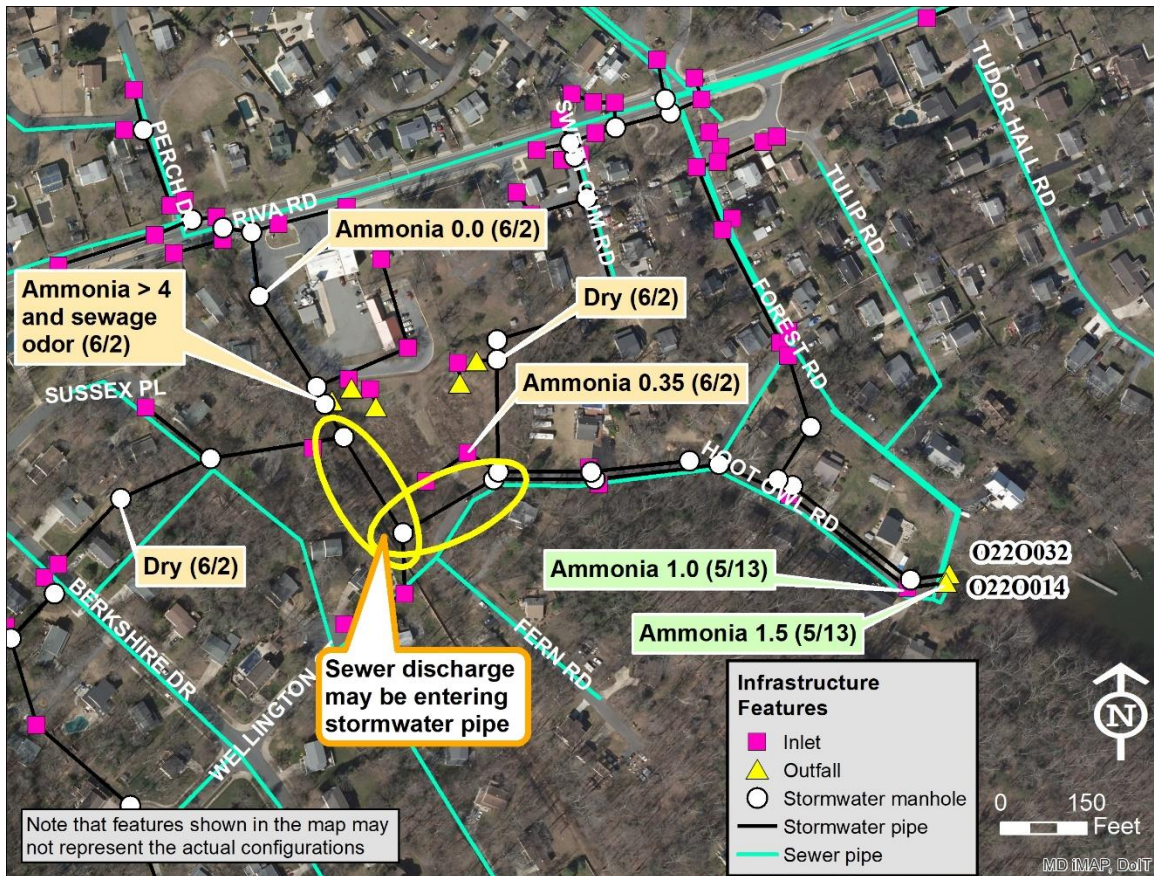 TUDOR HALL RD
PERCH D
RIVA RD
Ammonia 0.0 (6/2)
Ammonia > 4
and sewage
odor (6/2)
Dry (6/2)
TULIP RD
FOREST RD
SUSSEX PL
Ammonia 0.35 (6/2)
HOOT OWL RD
Dry (6/2)
O22O032
O22O014
Ammonia 1.0 (5/13)
Ammonia 1.5 (5/13)
BERKSHIRE DR
FERN RD
WELLINGTON
Sewer discharge
may be entering
stormwater pipe
Infrastructure
Features
Inlet
Outfall
Stormwater manhole
Stormwater pipe
Sewer pipe
N
0 150
Feet
Note that features shown in the map may
not represent the actual configurations
MD iMAP, DoIT